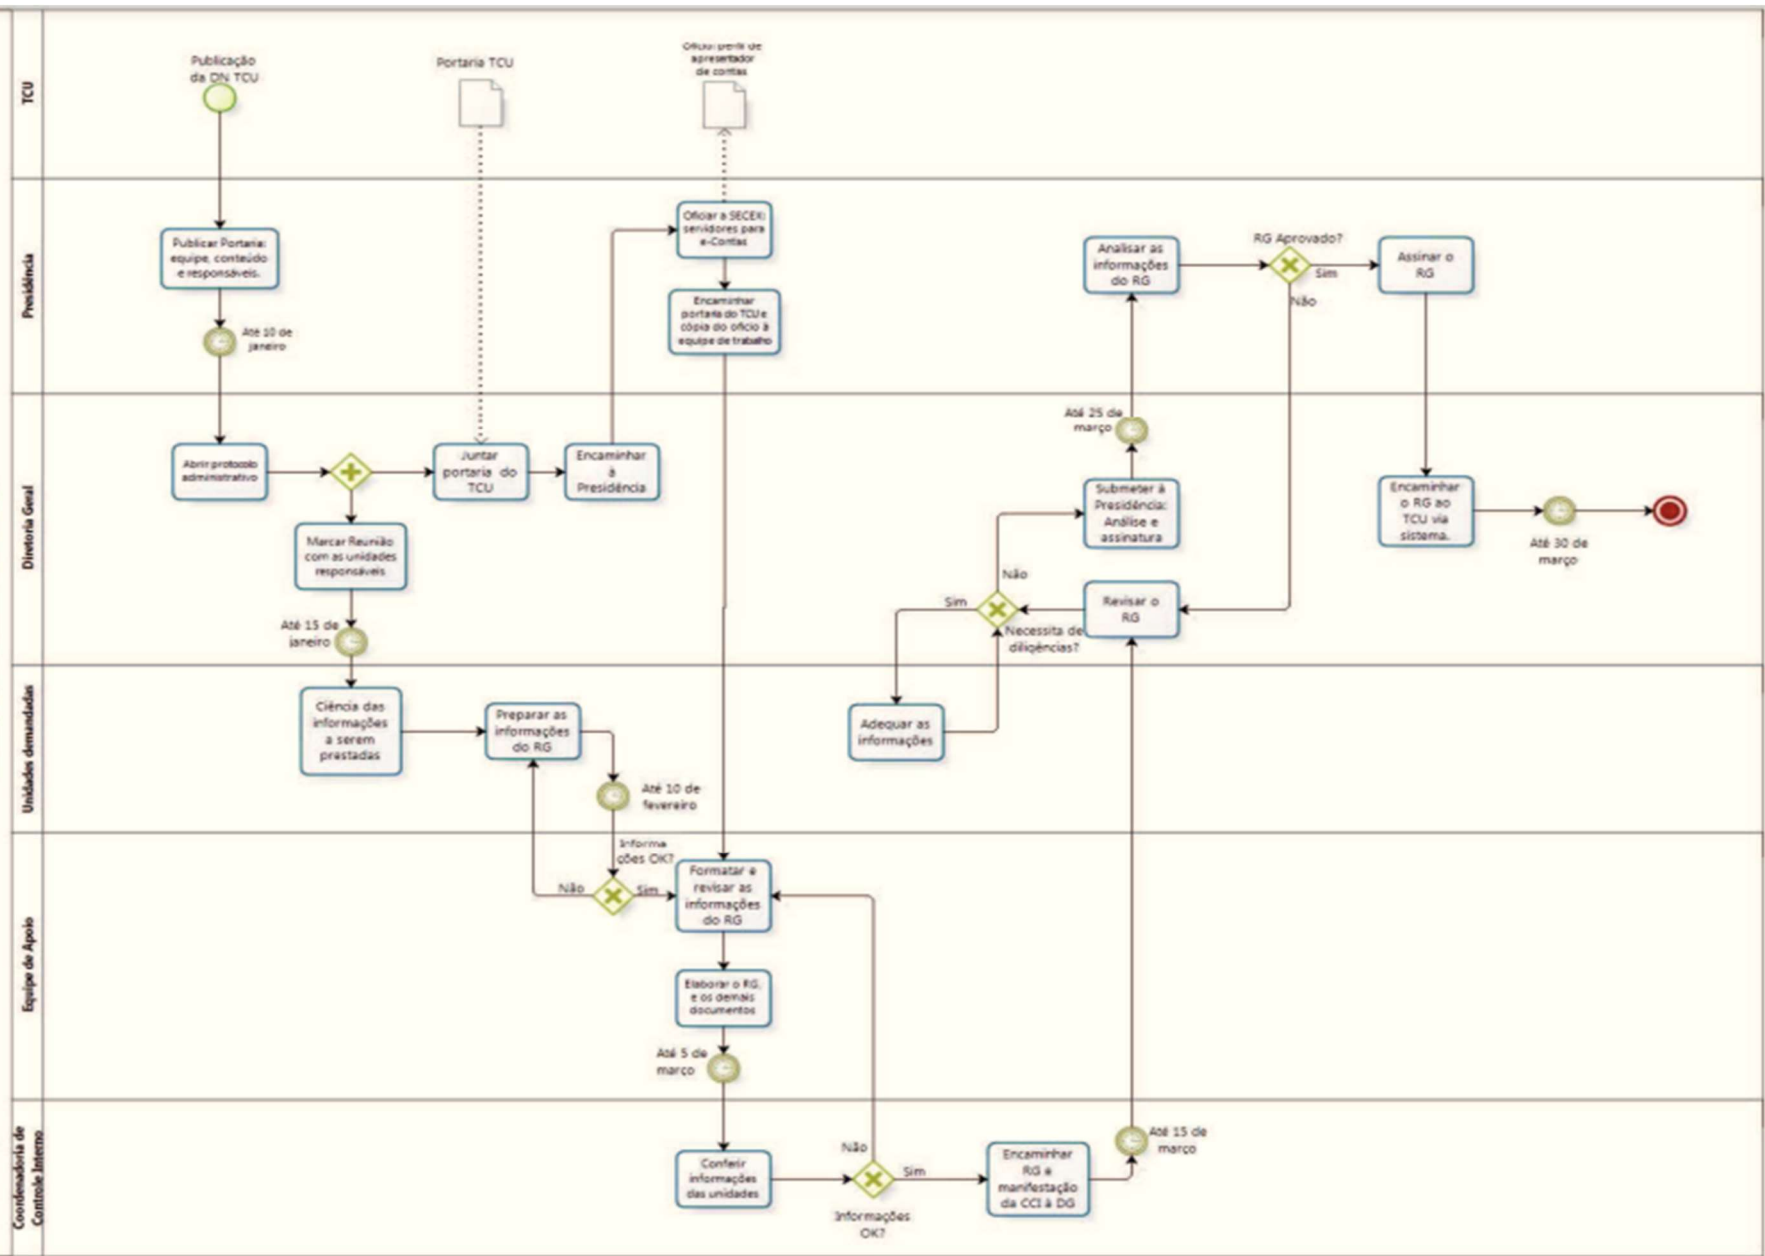 TCU
Publicação
da DN TCU
Portaria TCU
Ofício: perfil de
apresentador
de contas
Presidência
Publicar Portaria:
equipe, conteúdo
e responsáveis.
Até 10 de
janeiro
Oficiar a SECEX:
servidores para
e-Contas
Encaminhar
portaria do TCU e
cópia do ofício à
equipe de trabalho
Analisar as
informações
do RG
RG Aprovado?
Sim
Não
Assinar o
RG
Diretoria Geral
Abrir protocolo
administrativo
Juntar
portaria do
TCU
Encaminhar
à
Presidência
Marcar Reunião
com as unidades
responsáveis
Até 15 de
janeiro
Até 25 de
março
Submeter à
Presidência:
Análise e
assinatura
Não
Sim
Necessita de
diligências?
Revisar o
RG
Encaminhar
o RG ao
TCU via
sistema.
Até 30 de
março
Unidades demandadas
Ciência das
informações
a serem
prestadas
Preparar as
informações
do RG
Até 10 de
fevereiro
Adequar as
informações
Equipe de Apoio
Informa
ções OK?
Não
Sim
Formatar e
revisar as
informações
do RG
Elaborar o RG,
e os demais
documentos
Até 5 de
março
Coordenadoria de
Controle Interno
Conferir
informações
das unidades
Não
Sim
Informações
OK?
Encaminhar
RG e
manifestação
da CCI à DG
Até 15 de
março